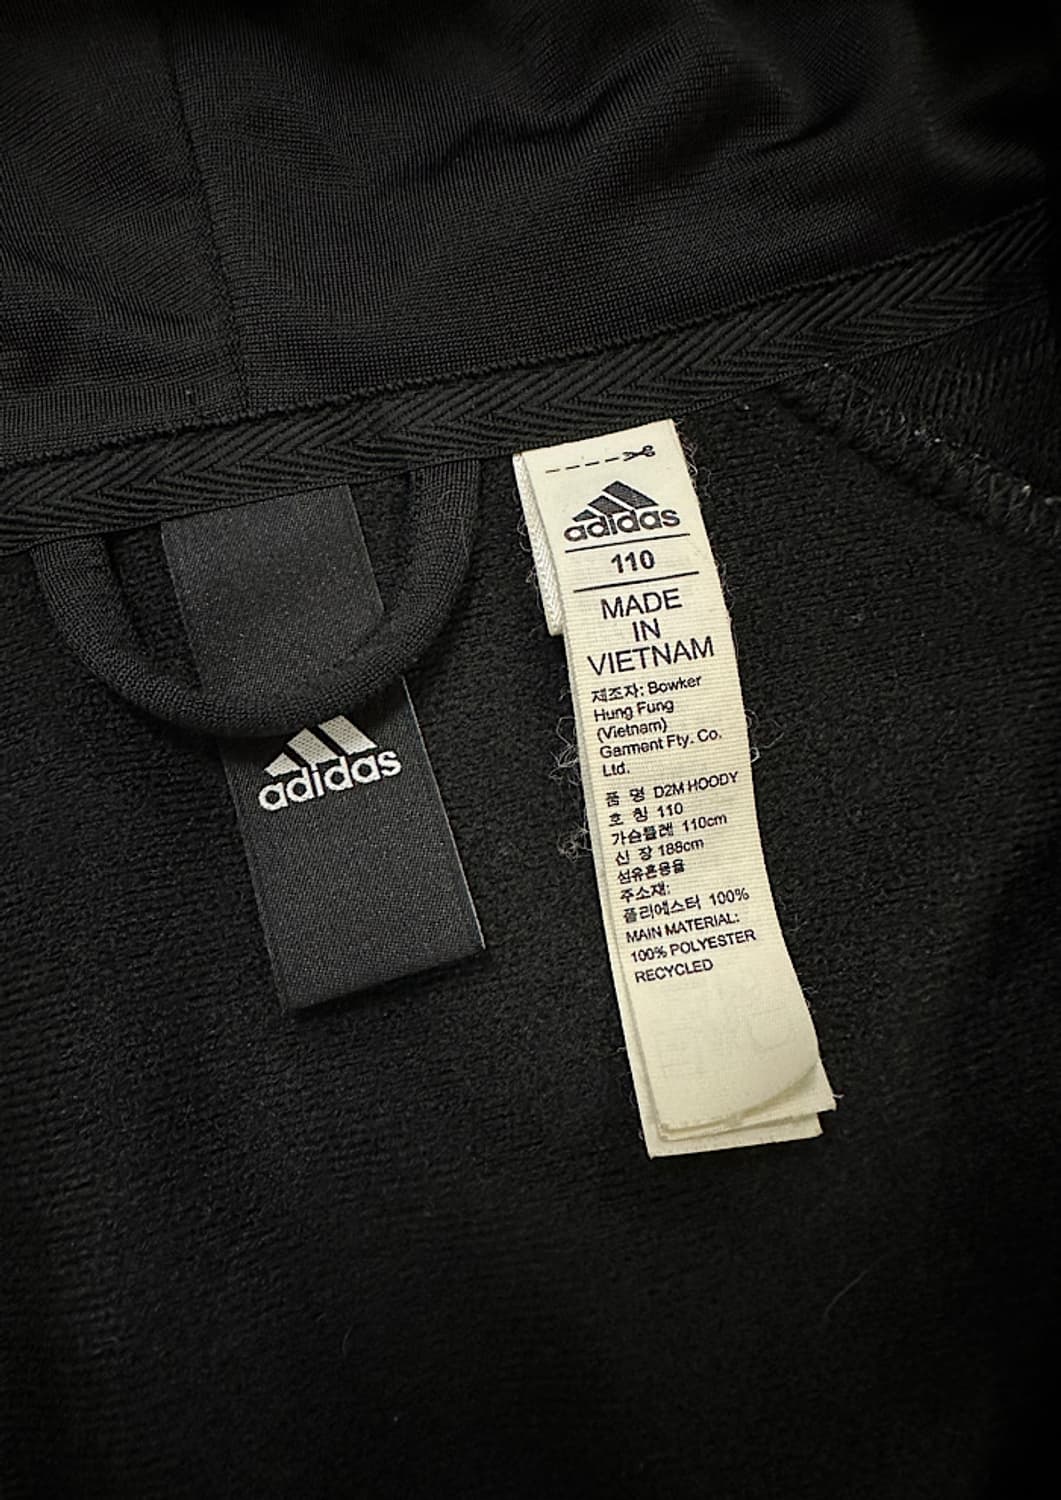 adidas
110
MADE
IN
VIETNAM
제조자: Bowker
Hung Fung
(Vietnam)
Garment Fty. Co.
Ltd.
품 명 D2M HOODY
호 칭 110
가슴둘레 110cm
신 장 188cm
섬유혼용율
주소재:
폴리에스터 100%
MAIN MATERIAL:
100% POLYESTER
RECYCLED
adidas